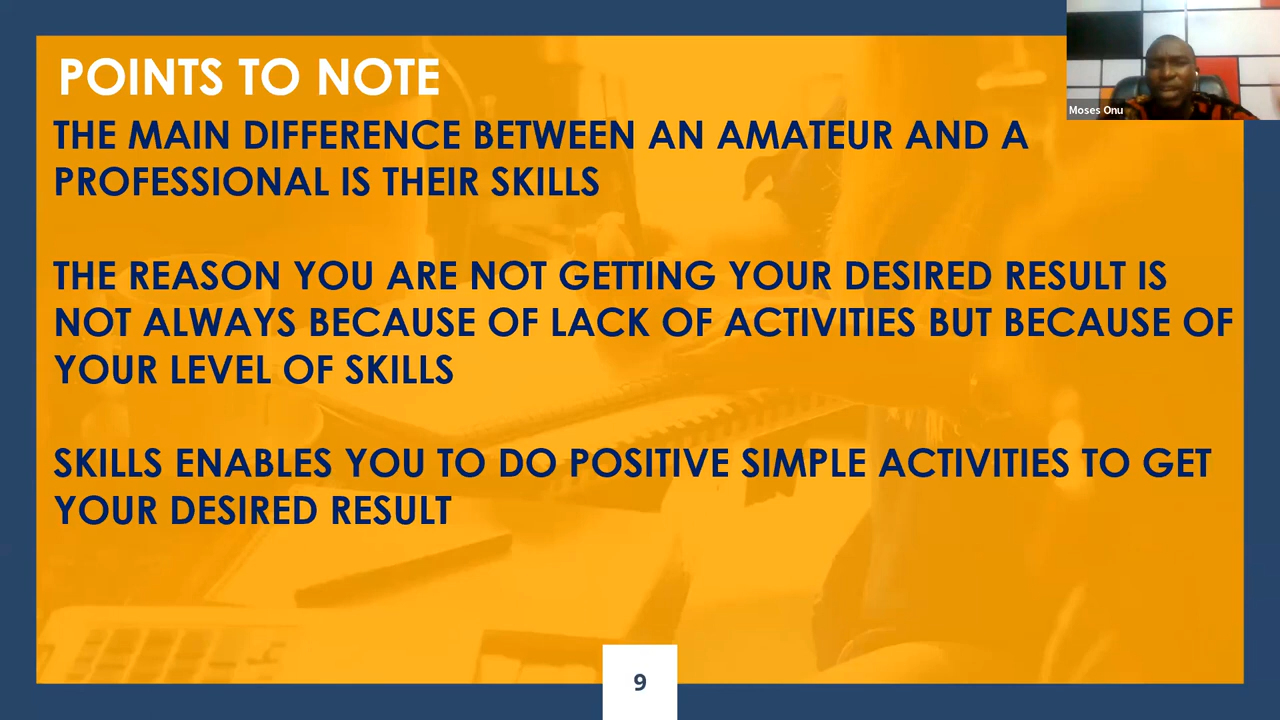 POINTS TO NOTE
Moses Onu
THE MAIN DIFFERENCE BETWEEN AN AMATEUR AND A
PROFESSIONAL IS THEIR SKILLS
THE REASON YOU ARE NOT GETTING YOUR DESIRED RESULT IS
NOT ALWAYS BECAUSE OF LACK OF ACTIVITIES BUT BECAUSE OF
YOUR LEVEL OF SKILLS
SKILLS ENABLES YOU TO DO POSITIVE SIMPLE ACTIVITIES TO GET
YOUR DESIRED RESULT
9